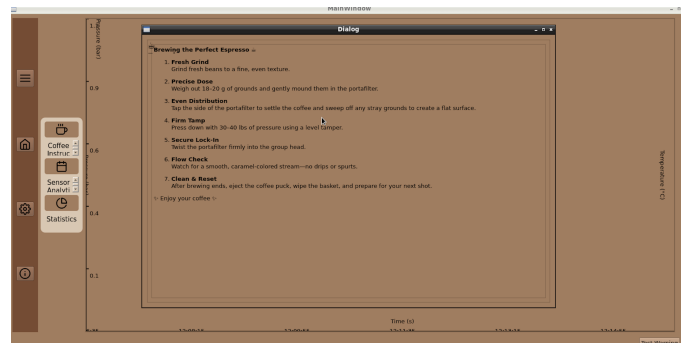 MainWindow
1.
Pressure (bar)
0.9
0.6
0.4
0.1
Coffee
Instruc
Sensor
Analyti
Statistics
Dialog
Brewing the Perfect Espresso
1. Fresh Grind
Grind fresh beans to a fine, even texture.
2. Precise Dose
Weigh out 18–20 g of grounds and gently mound them in the portafilter.
3. Even Distribution
Tap the side of the portafilter to settle the coffee and sweep off any stray grounds to create a flat surface.
4. Firm Tamp
Press down with 30–40 lbs of pressure using a level tamper.
5. Secure Lock-In
Twist the portafilter firmly into the group head.
6. Flow Check
Watch for a smooth, caramel-colored stream—no drips or spurts.
7. Clean & Reset
After brewing ends, eject the coffee puck, wipe the basket, and prepare for your next shot.
Enjoy your coffee
Temperature (°C)
Time (s)